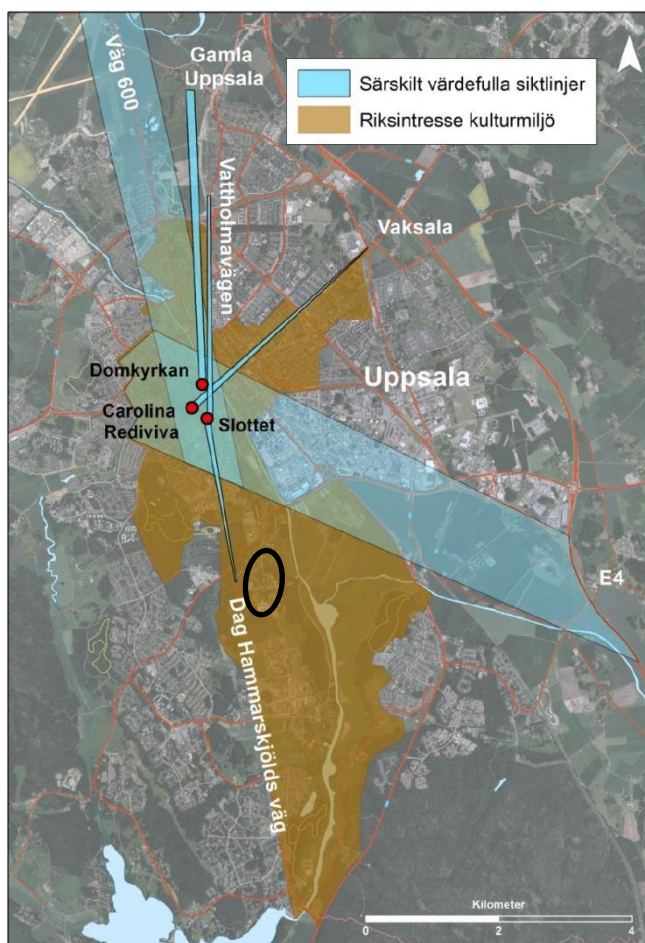 Väg 600
Gamla
Uppsala
Särskilt värdefulla siktlinjer
Riksintresse kulturmiljö
Vattholmavägen
Vaksala
Domkyrkan
Uppsala
Carolina
Rediviva
Slottet
E4
Dag Hammarskjölds väg
Kilometer
0
2
4